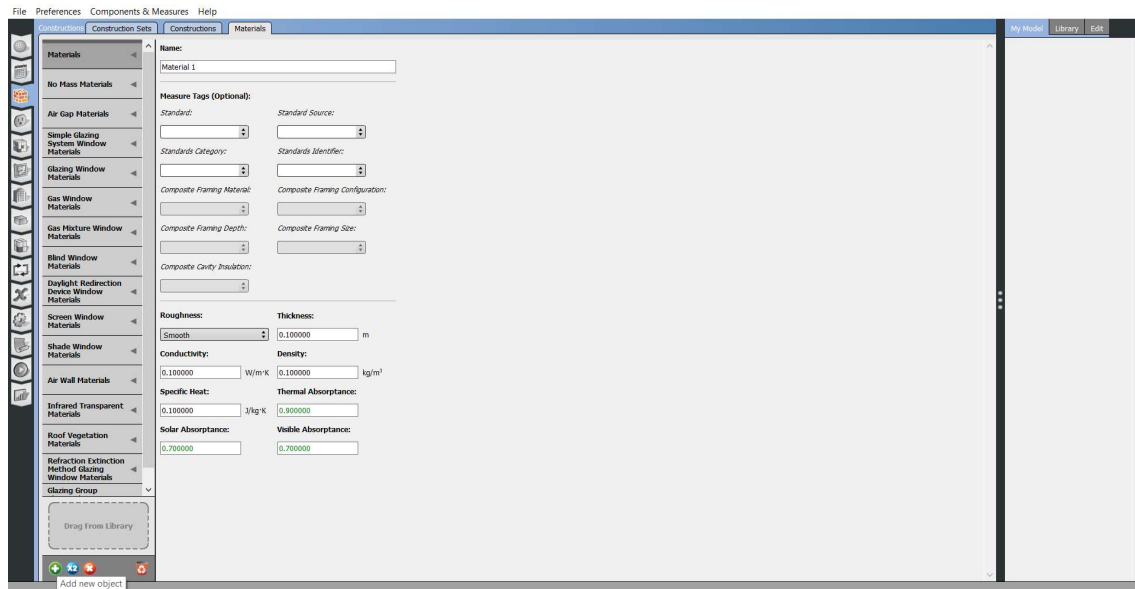 File Preferences Components & Measures Help
Constructions Construction Sets Constructions Materials My Model Library Edit
Materials
No Mass Materials
Air Gap Materials
Simple Glazing
System Window
Materials
Glazing Window
Materials
Gas Window
Materials
Gas Mixture Window
Materials
Blind Window
Materials
Daylight Redirection
Device Window
Materials
Screen Window
Materials
Shade Window
Materials
Air Wall Materials
Infrared Transparent
Materials
Roof Vegetation
Materials
Refraction Extinction
Method Glazing
Window Materials
Glazing Group
Drag From Library
X2
Add new object
Name:
Material 1
Measure Tags (Optional):
Standard: Standard Source:
Standards Category: Standards Identifier:
Composite Framing Material: Composite Framing Configuration:
Composite Framing Depth: Composite Framing Size:
Composite Cavity Insulation:
Roughness: Thickness:
Smooth 0.100000 m
Conductivity: Density:
0.100000 W/m·K 0.100000 kg/m³
Specific Heat: Thermal Absorptance:
0.100000 J/kg·K 0.900000
Solar Absorptance: Visible Absorptance:
0.700000 0.700000